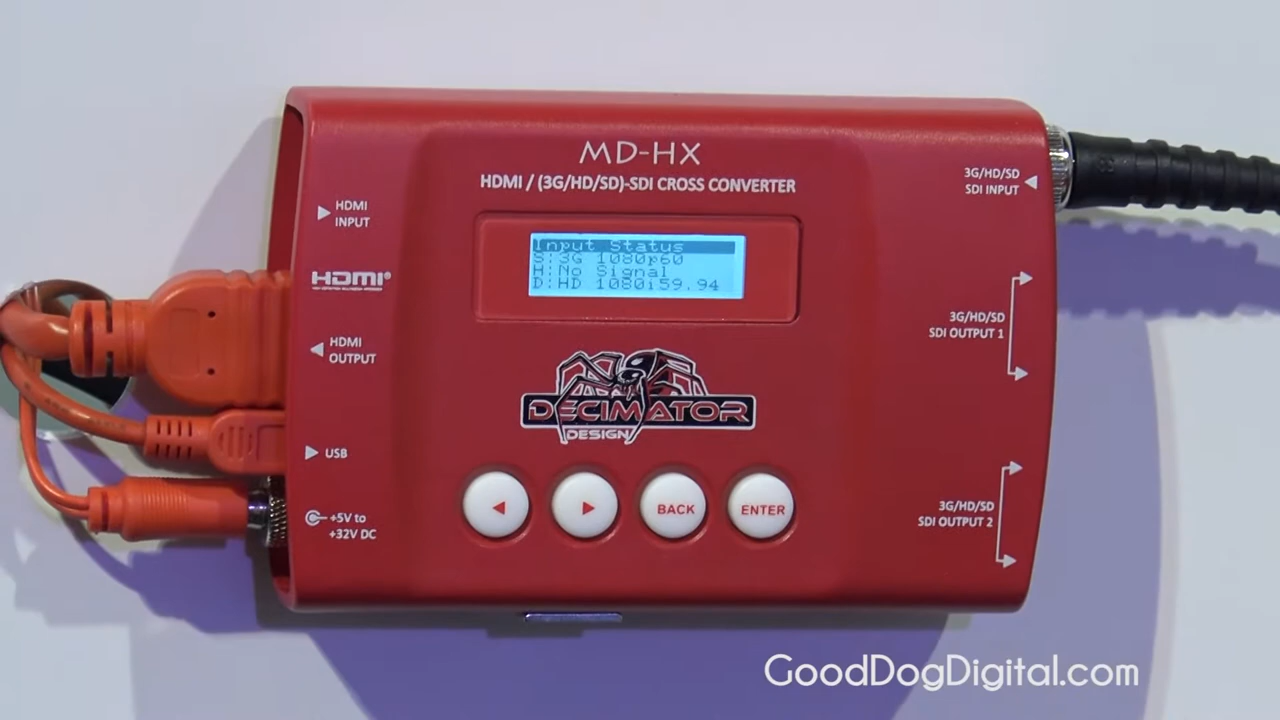 MD-HX
HDMI / (3G/HD/SD)-SDI CROSS CONVERTER
Input Status
S:3G 1080p60
H:No Signal
D:HD 1080i59.94
HDMI
INPUT
HDMI®
HDMI
OUTPUT
USB
+5V to
+32V DC
3G/HD/SD
SDI INPUT
3G/HD/SD
SDI OUTPUT 1
3G/HD/SD
SDI OUTPUT 2
DECIMATOR
DESIGN
BACK
ENTER
GoodDogDigital.com